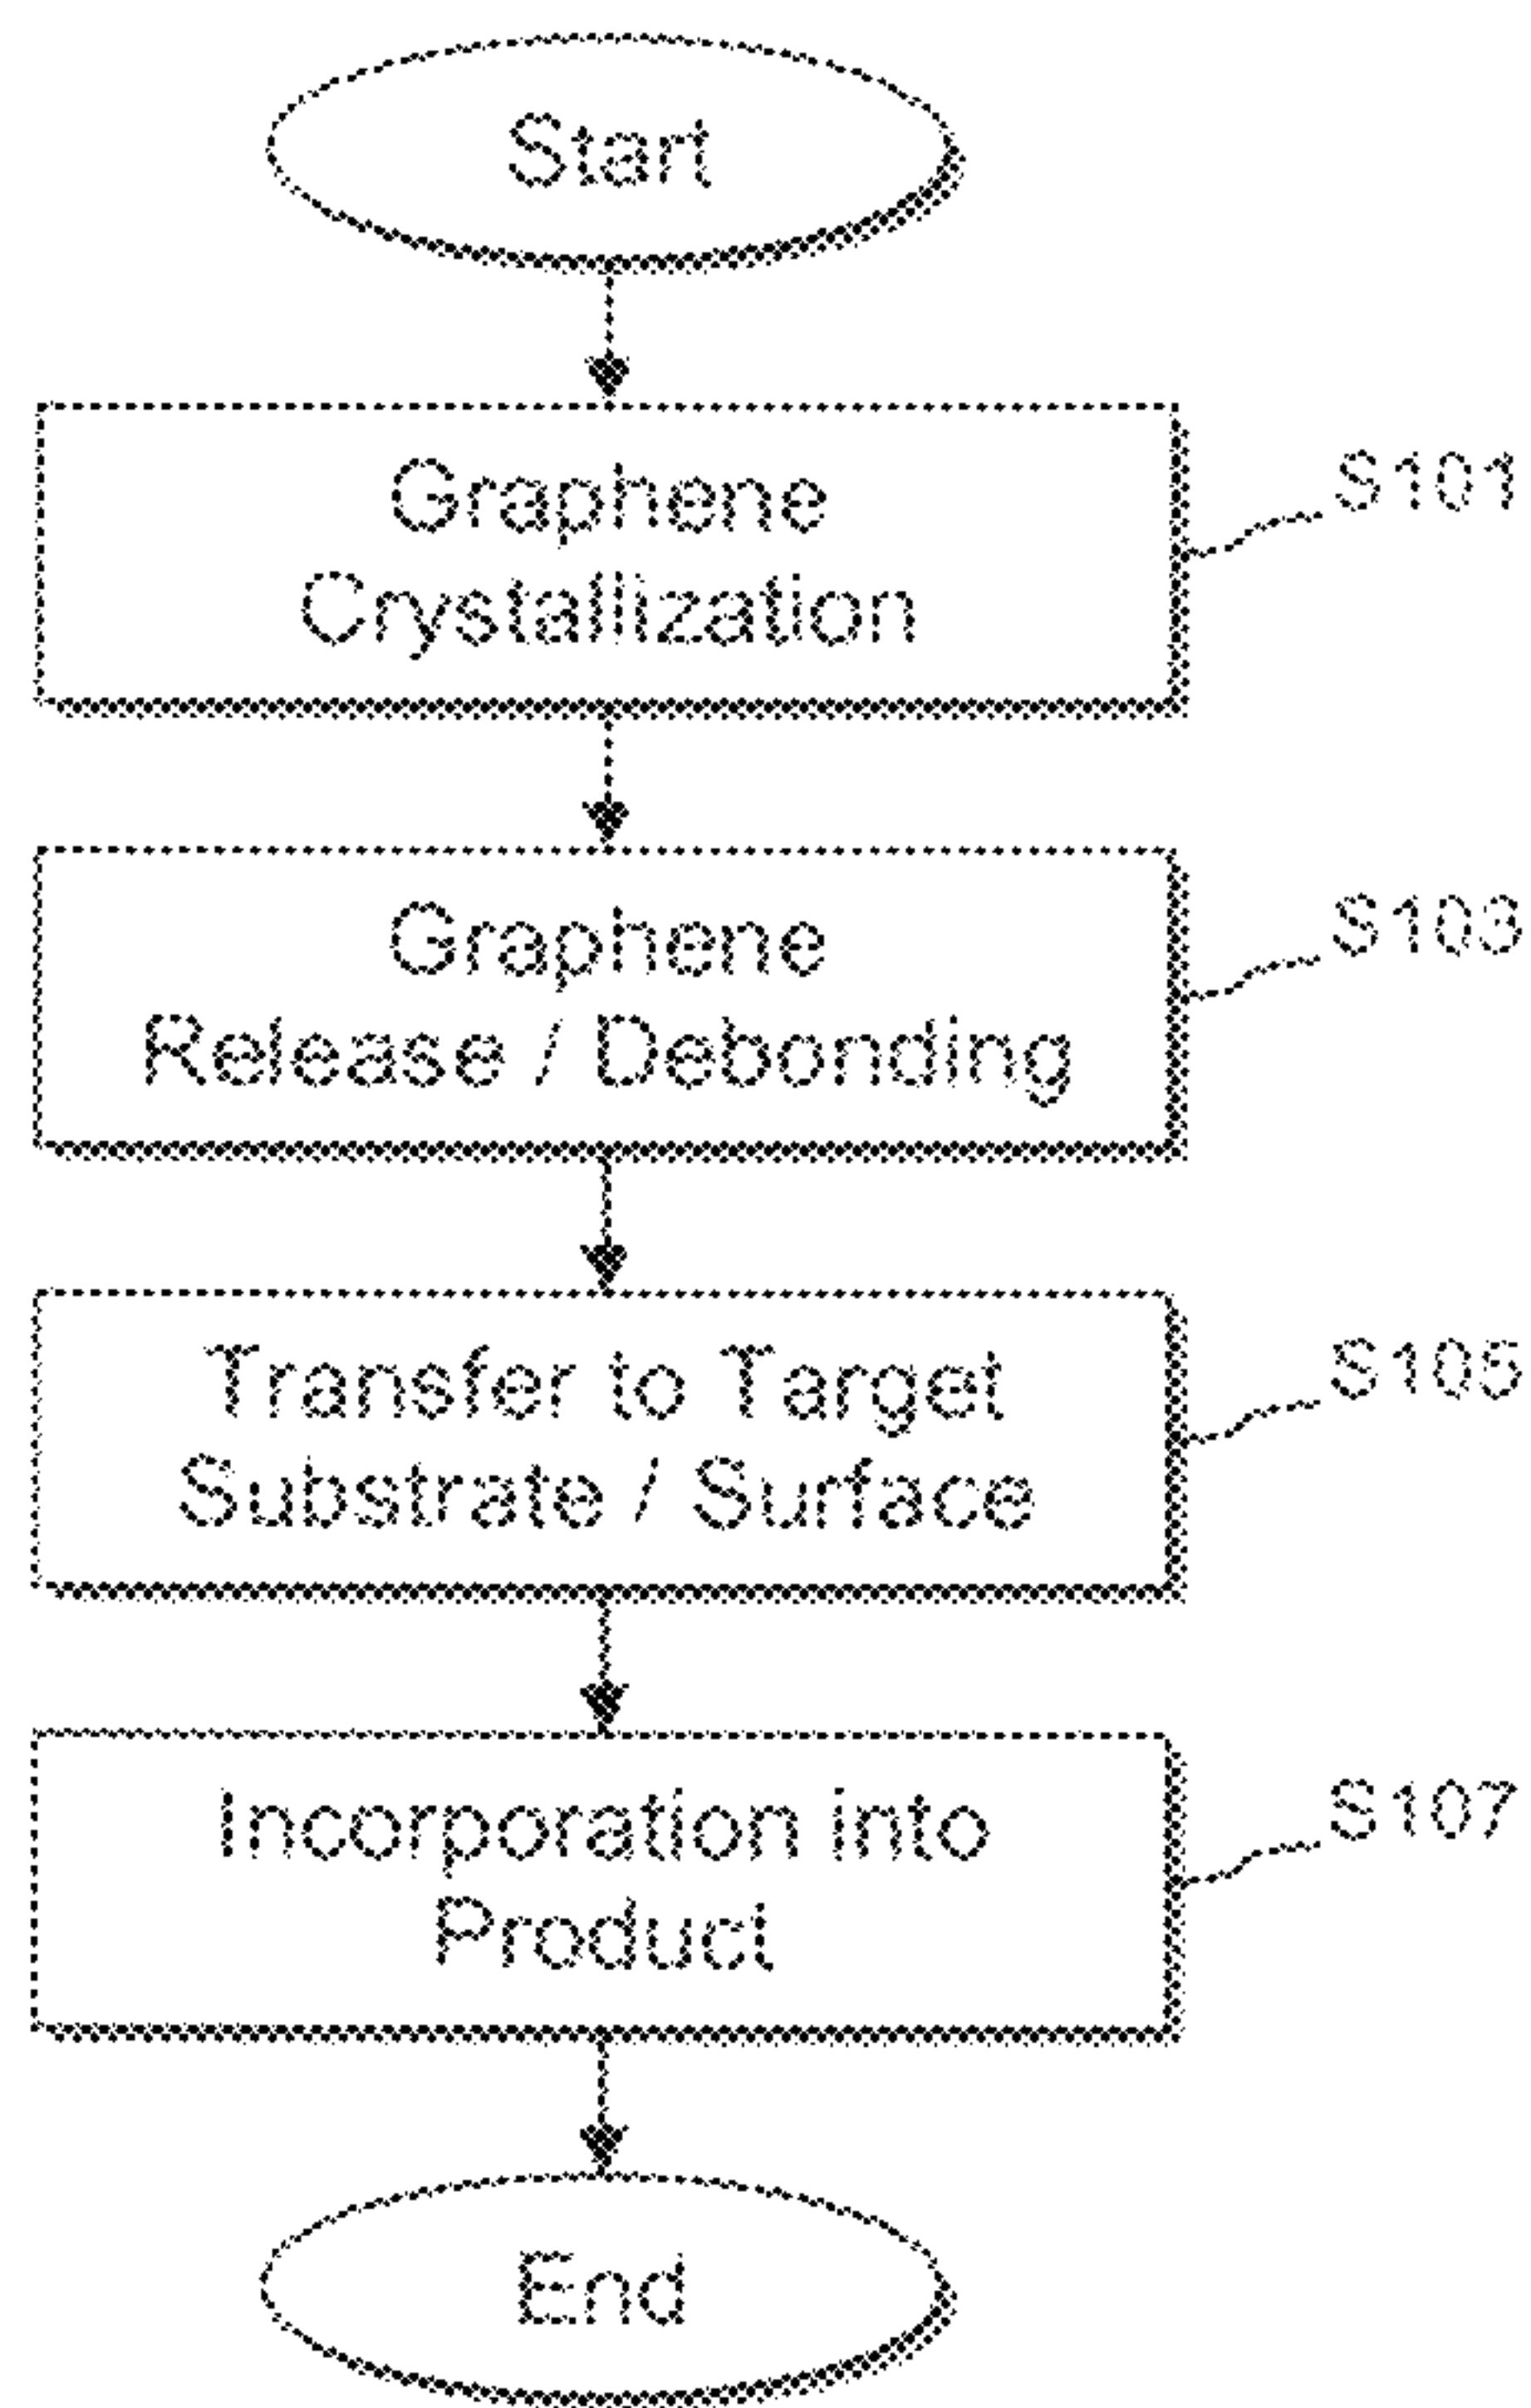 Start
Graphene
Crystallization
S101
Graphene
Release / Debonding
S103
Transfer to Target
Substrate / Surface
S105
Incorporation into
Product
S107
End